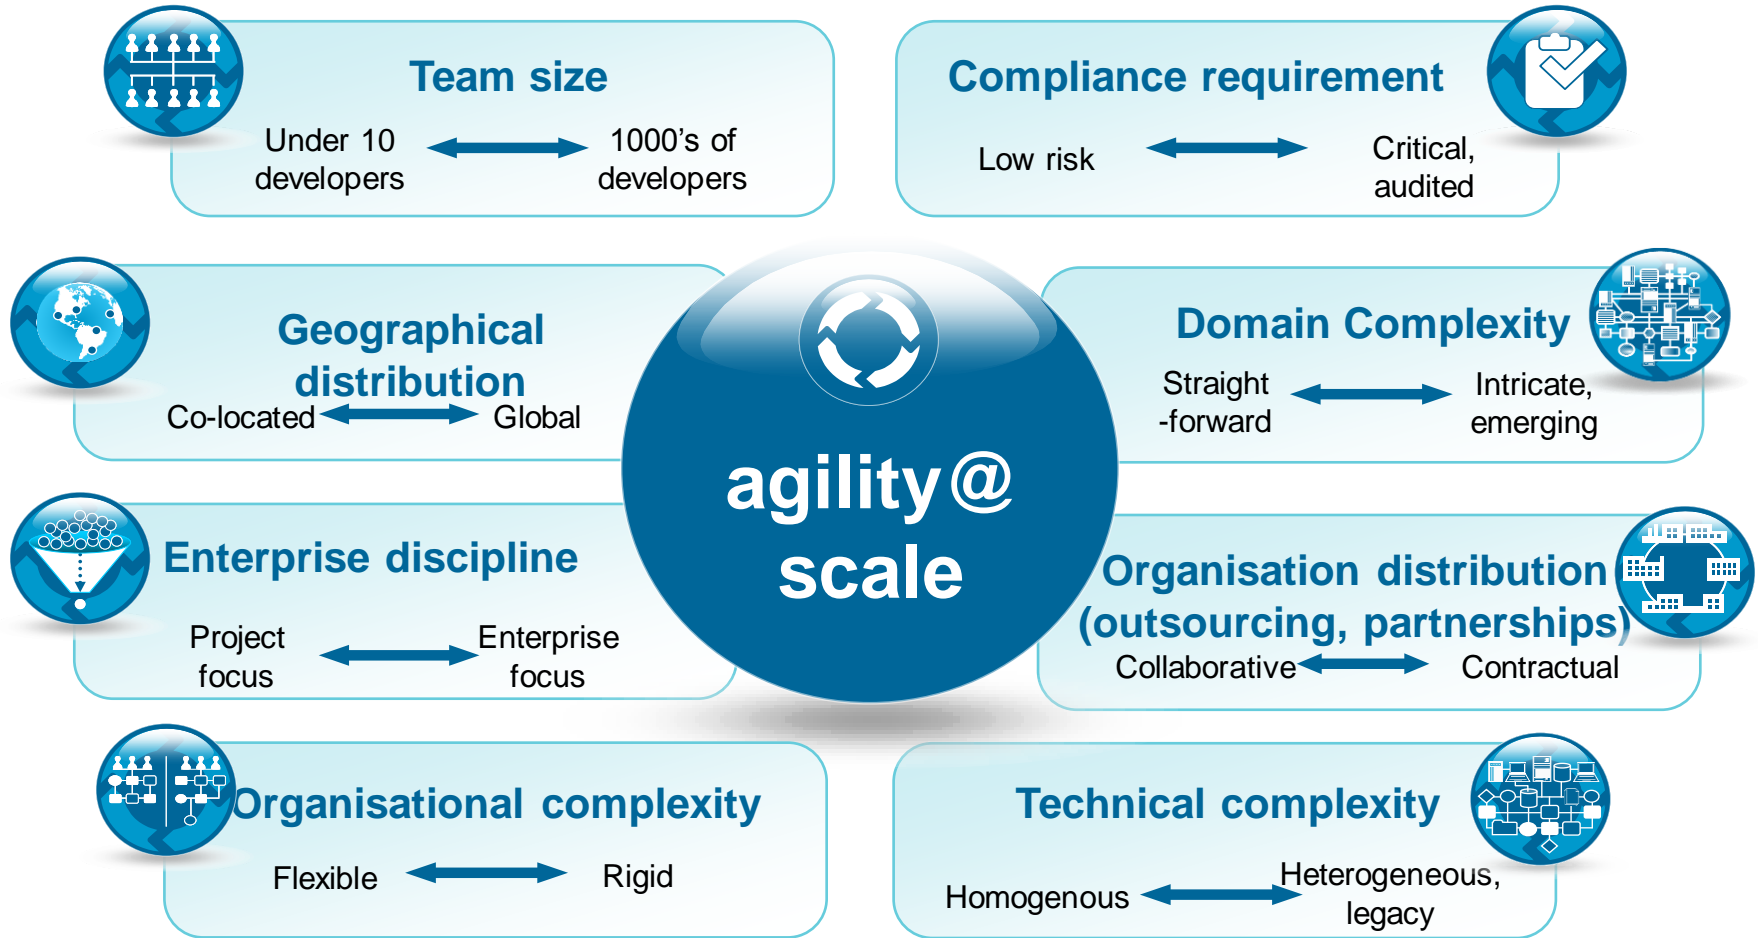 Team size
Under 10
developers
1000's of
developers
Compliance requirement
Low risk
Critical,
audited
Geographical
distribution
Co-located
Global
Domain Complexity
Straight
-forward
Intricate,
emerging
agility@
scale
Enterprise discipline
Project
focus
Enterprise
focus
Organisation distribution
(outsourcing, partnerships)
Collaborative
Contractual
Organisational complexity
Flexible
Rigid
Technical complexity
Homogenous
Heterogeneous,
legacy